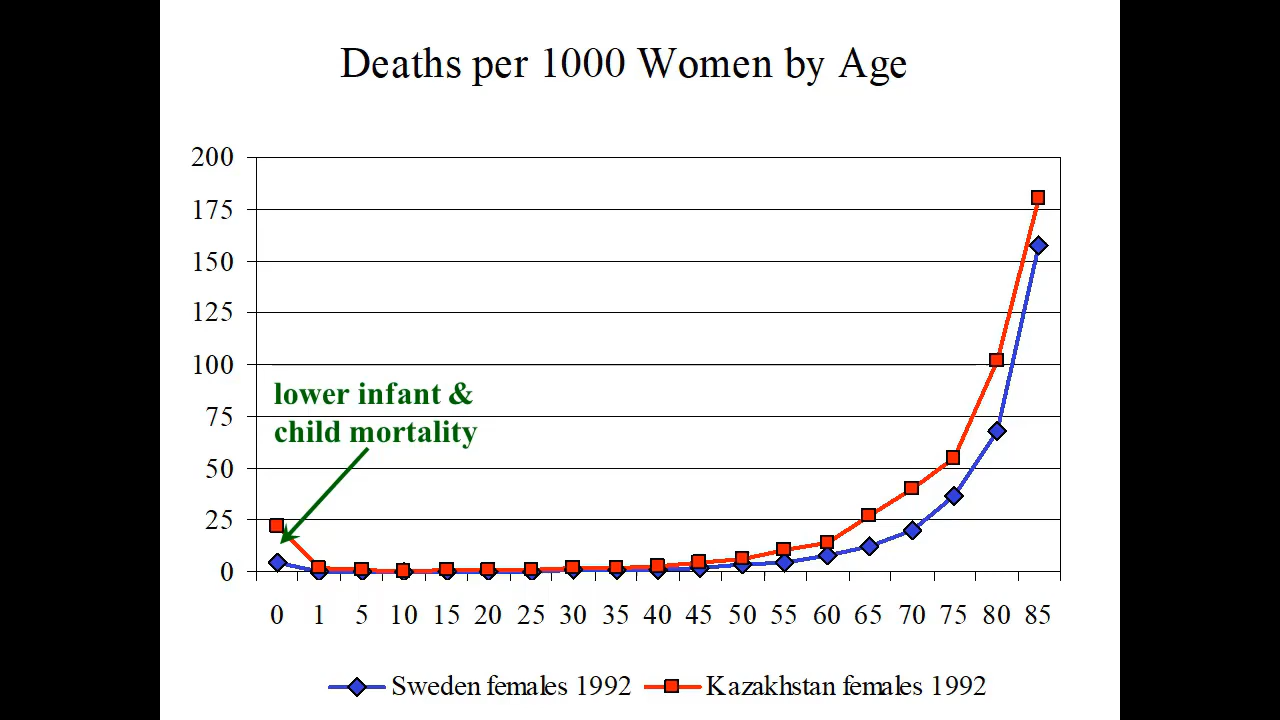 Deaths per 1000 Women by Age
200
175
150
125
100
75
50
25
0
lower infant &
child mortality
0 1 5 10 15 20 25 30 35 40 45 50 55 60 65 70 75 80 85
Sweden females 1992 Kazakhstan females 1992